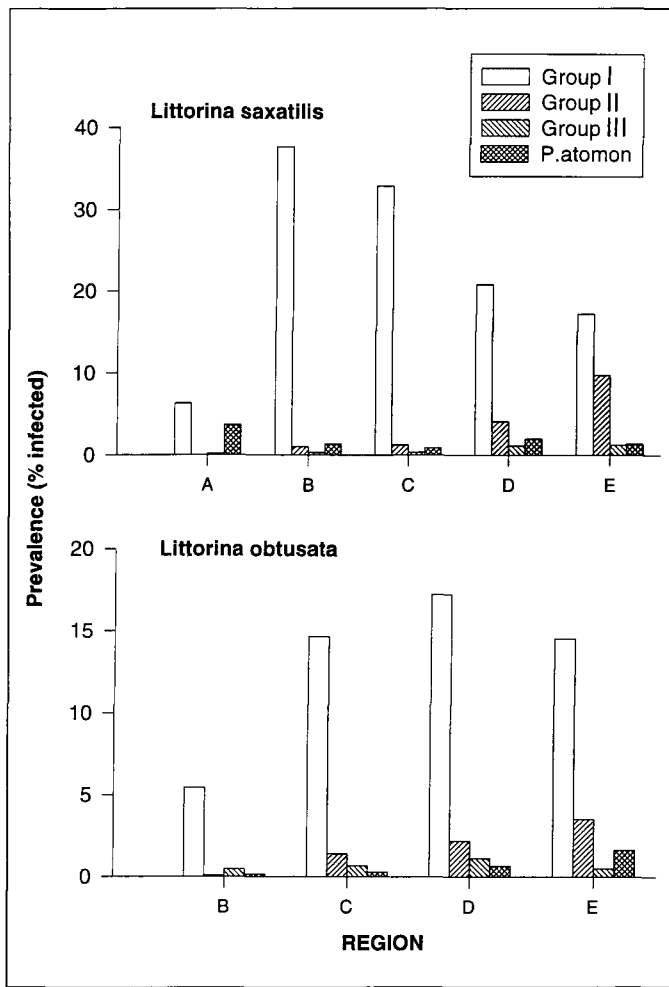 Group I
Group II
Group III
P.atomon
Littorina saxatilis
40
30
20
10
0
A B C D E
Prevalence (% infected)
Littorina obtusata
20
15
10
5
0
B C D E
REGION